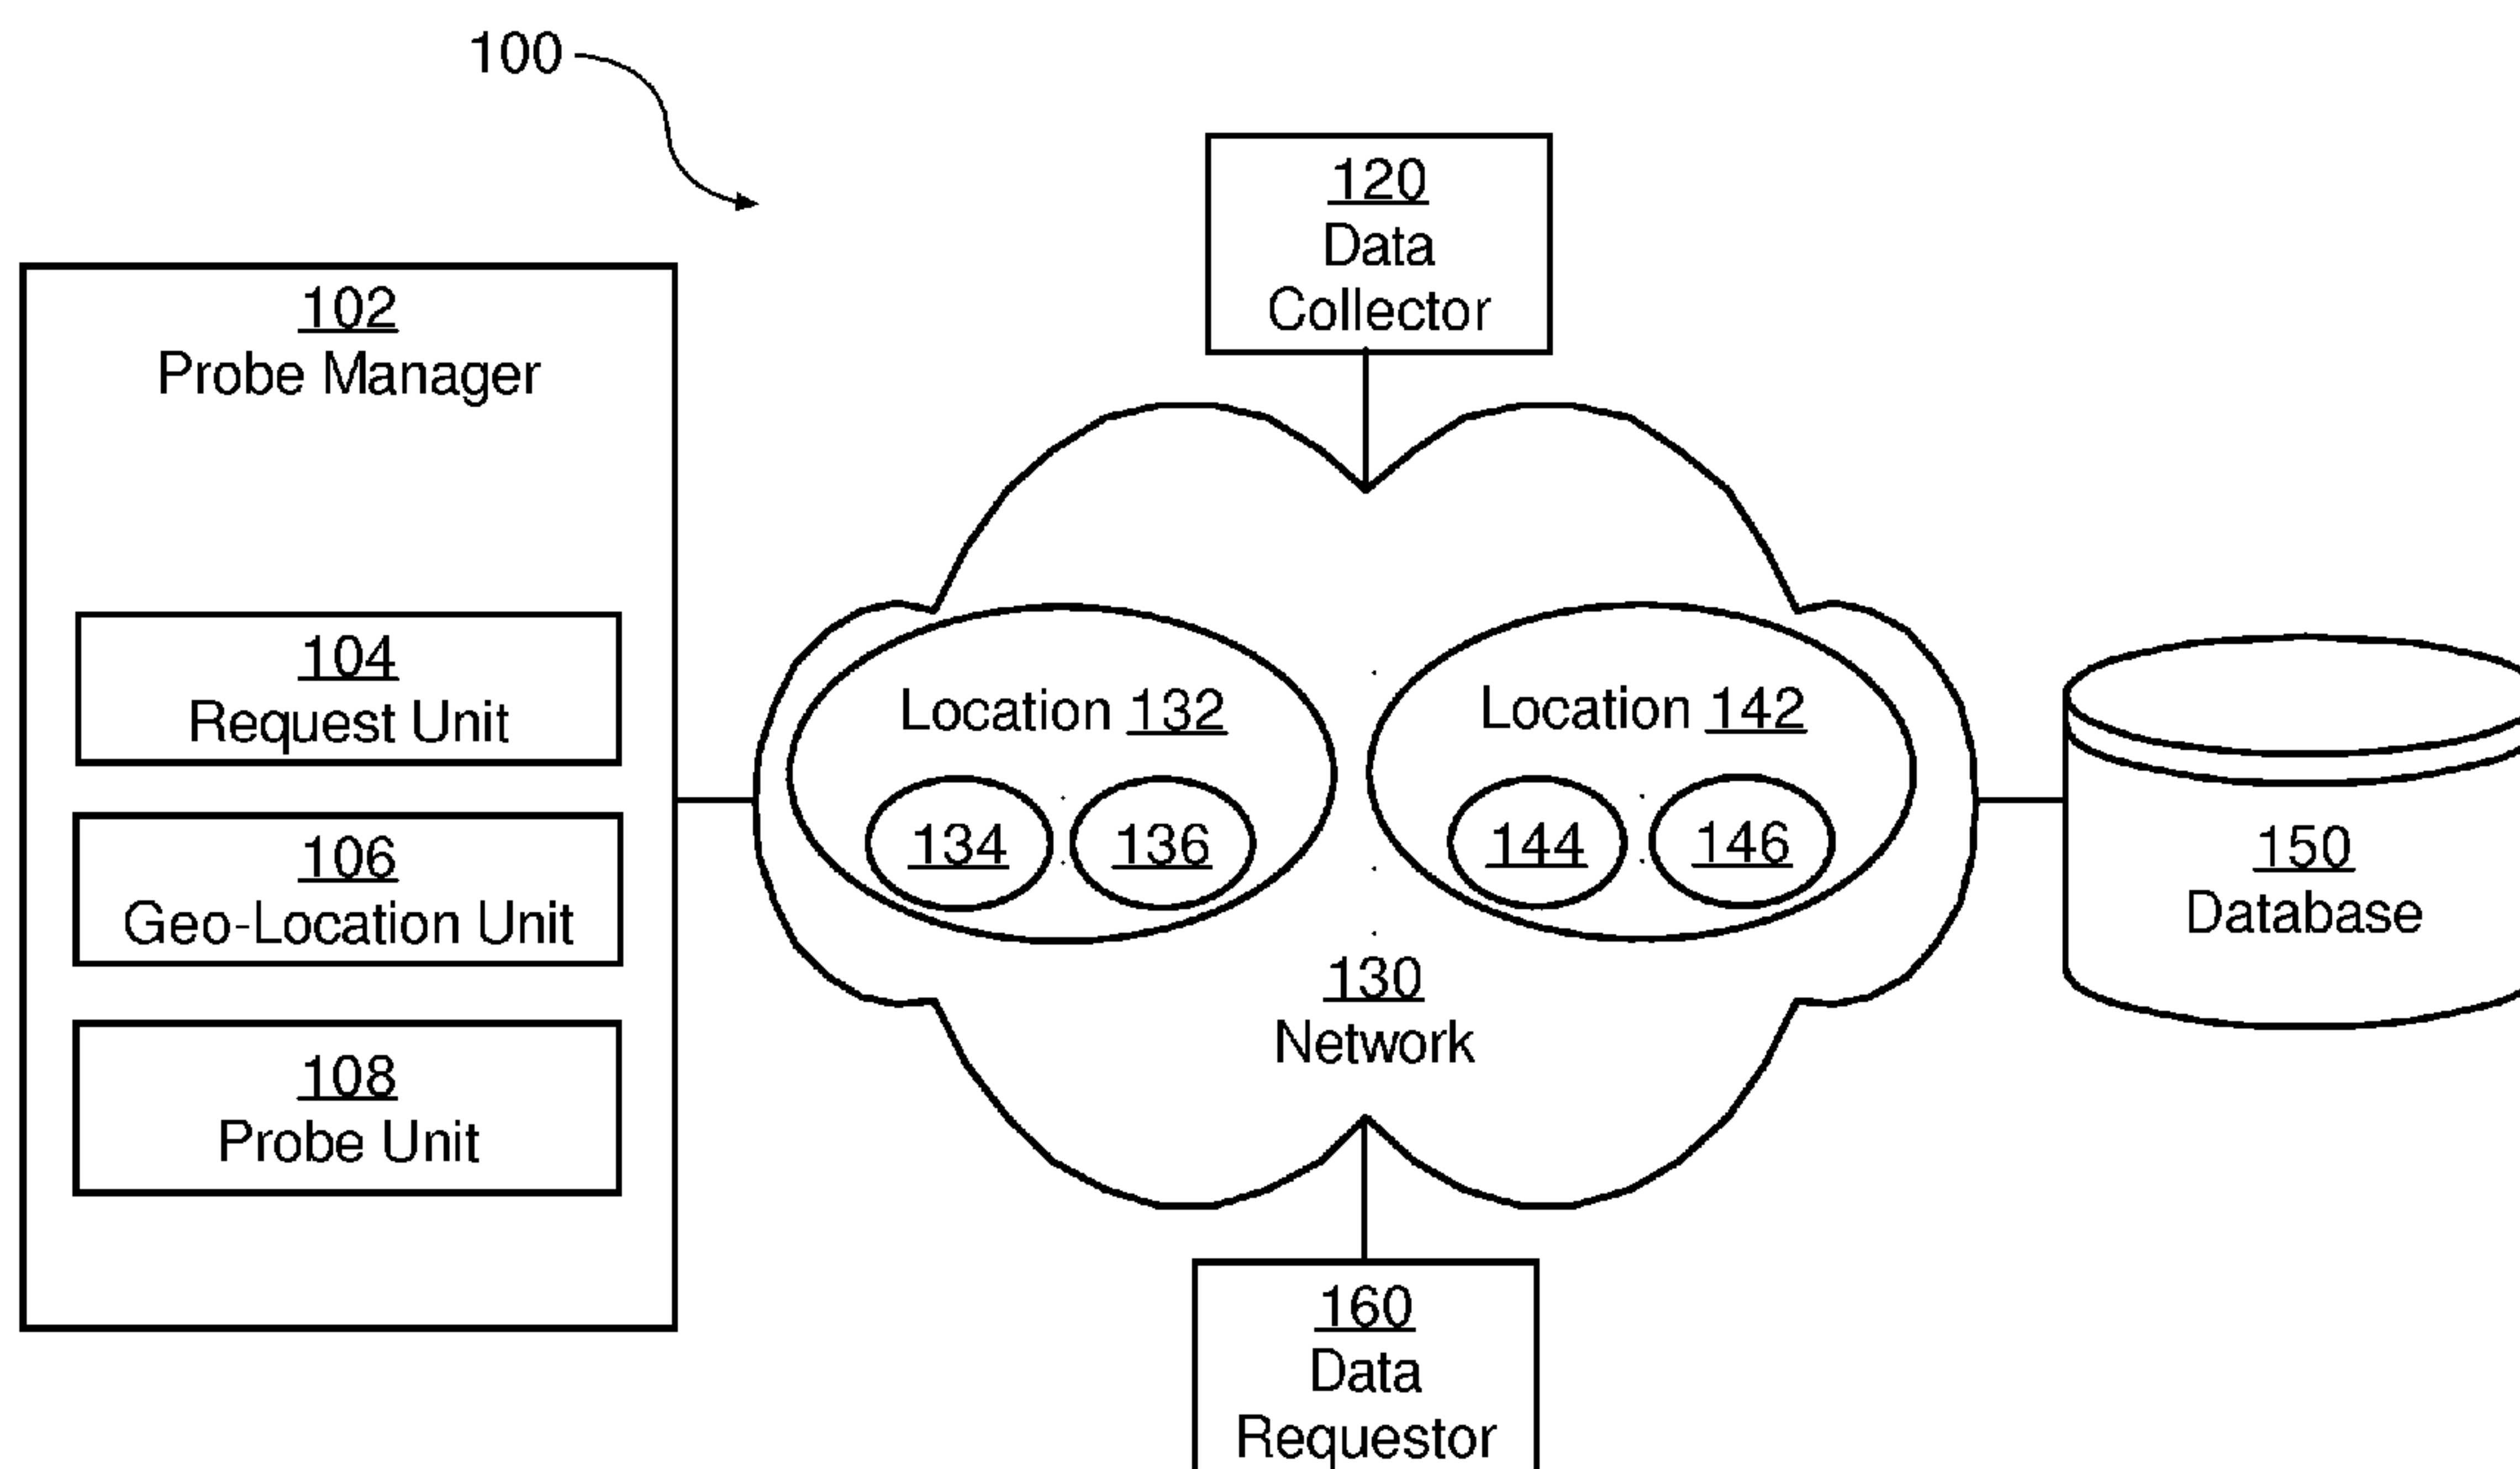 100
120
Data
Collector
102
Probe Manager
104
Request Unit
106
Geo-Location Unit
108
Probe Unit
Location 132
134
136
Location 142
144
146
130
Network
150
Database
160
Data
Requestor